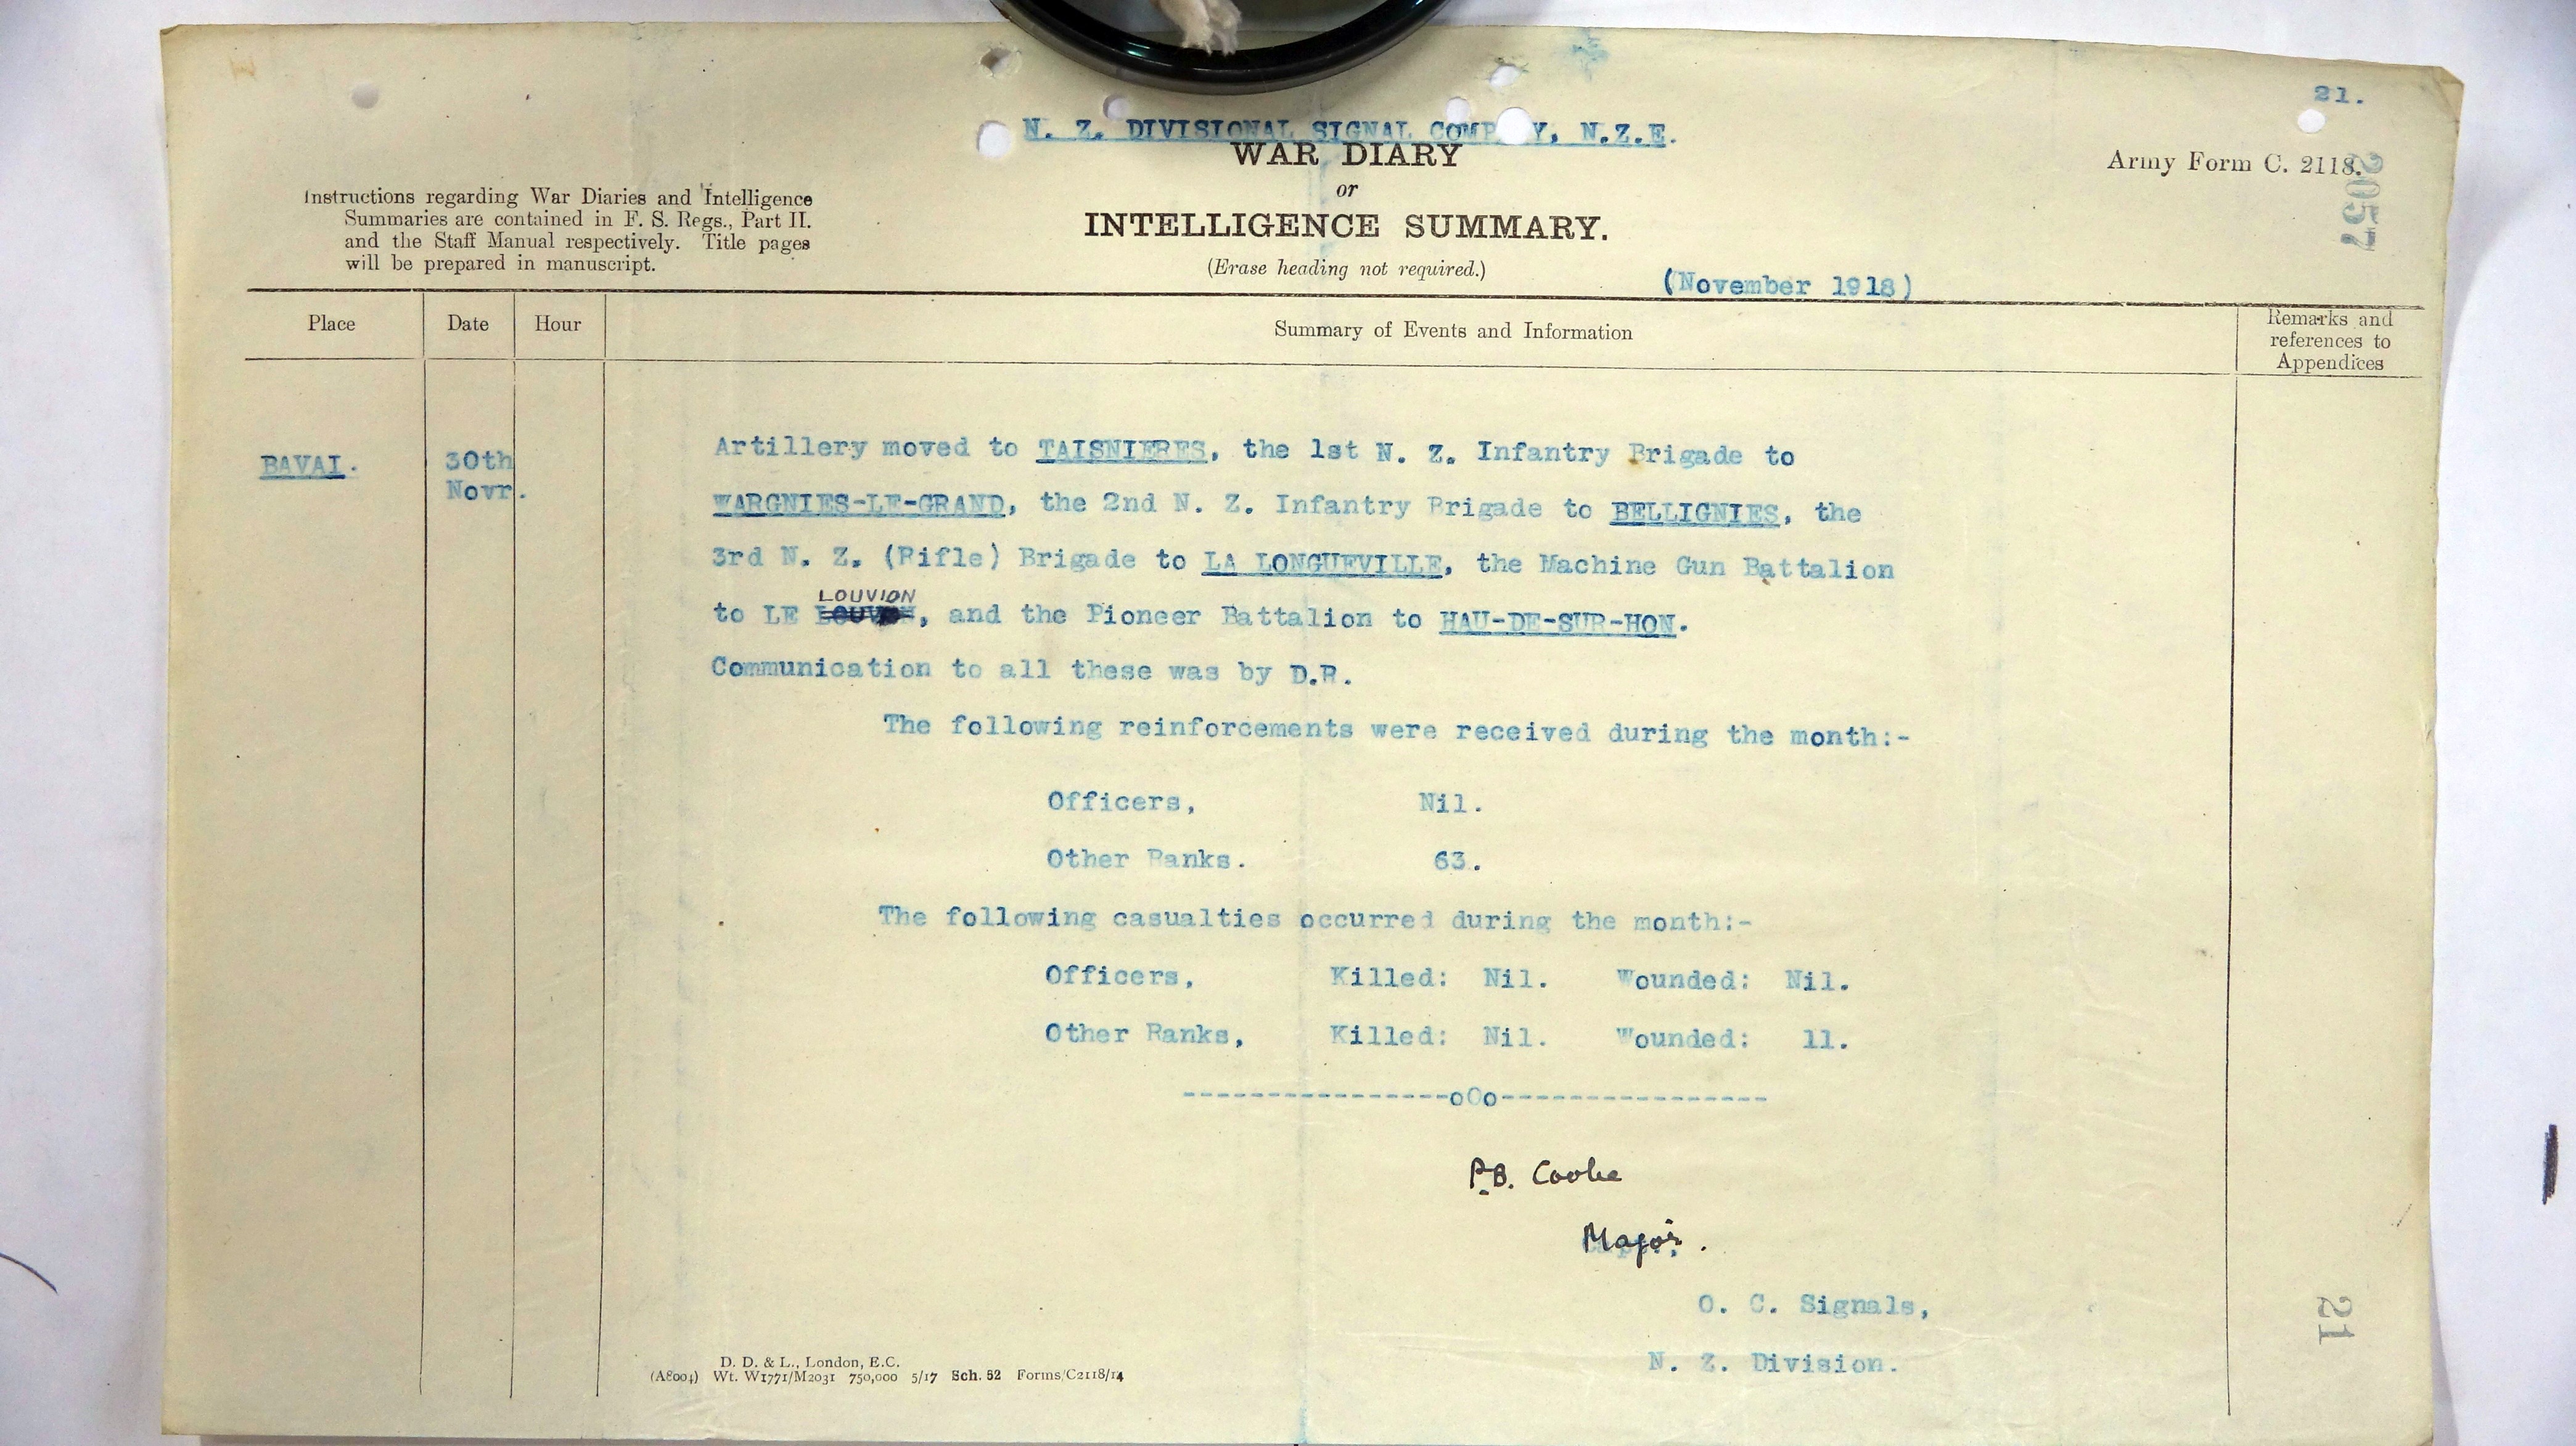 21.
N. Z. DIVISIONAL SIGNAL COMP Y, N.Z.E.
WAR DIARY
or
INTELLIGENCE SUMMARY.
(Erase heading not required.)
Army Form C. 2118.
2057
Instructions regarding War Diaries and Intelligence
Summaries are contained in F. S. Regs., Part II.
and the Staff Manual respectively. Title pages
will be prepared in manuscript.
(November 1918)
Place
Date
Hour
Summary of Events and Information
Remarks and
references to
Appendices
BAVAI.
30th
Novr.
Artillery moved to TAISNIERES, the 1st N. Z. Infantry Brigade to
WARGNIES-LE-GRAND, the 2nd N. Z. Infantry Brigade to BELLIGNIES, the
3rd N. Z. (Rifle) Brigade to LA LONGUEVILLE, the Machine Gun Battalion
LOUVION
to LE , and the Pioneer Battalion to HAU-DE-SUR-HON.
Communication to all these was by D.R.
The following reinforcements were received during the month:-
Officers, Nil.
Other Ranks. 63.
The following casualties occurred during the month:-
Officers, Killed: Nil. Wounded: Nil.
Other Ranks, Killed: Nil. Wounded: 11.
-----------------oOo-----------------
P.B. Cooke
Major.
O. C. Signals,
N. Z. Division.
21
D. D. & L., London, E.C.
(A8004) Wt. W1771/M2031 750,000 5/17 Sch. 52 Forms/C2118/14